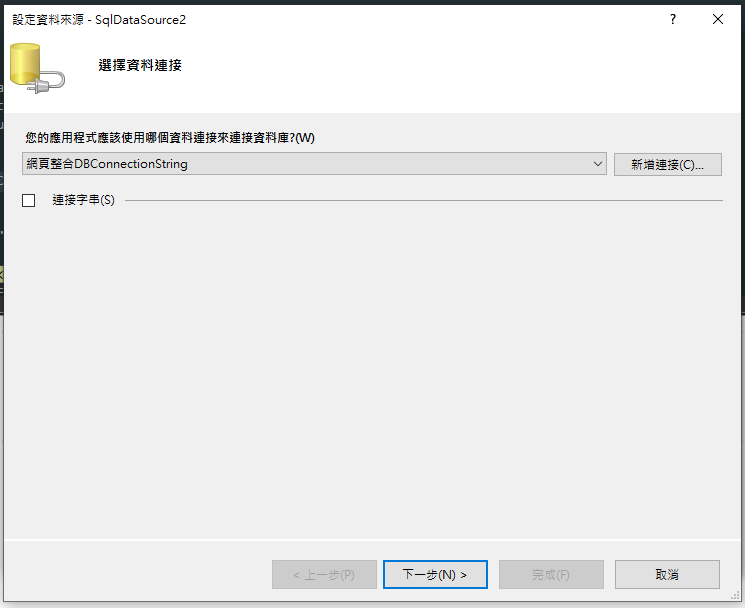 設定資料來源 - SqlDataSource2
?
選擇資料連接
您的應用程式應該使用哪個資料連接來連接資料庫?(W)
網頁整合DBConnectionString
新增連接(C)...
連接字串(S)
< 上一步(P)
下一步(N) >
完成(F)
取消